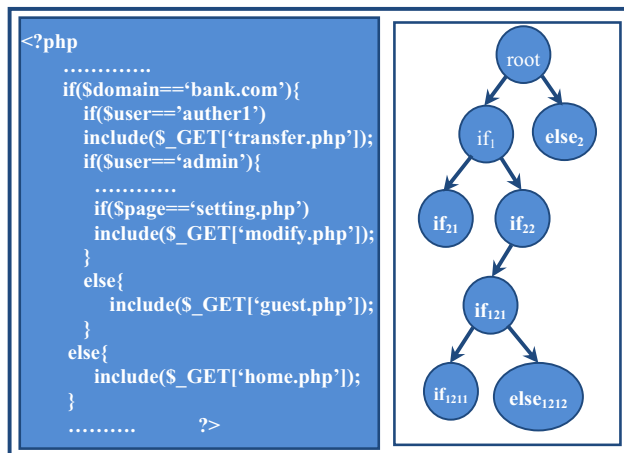 <?php
………….
if($domain==‘bank.com’){
if($user==’auther1’)
include($_GET[‘transfer.php’]);
if($user==‘admin’){
…………
if($page==‘setting.php’)
include($_GET[‘modify.php’]);
}
else{
include($_GET[‘guest.php’]);
}
else{
include($_GET[‘home.php’]);
}
………. ?>
root
if1
else2
if21
if22
if121
if1211
else1212